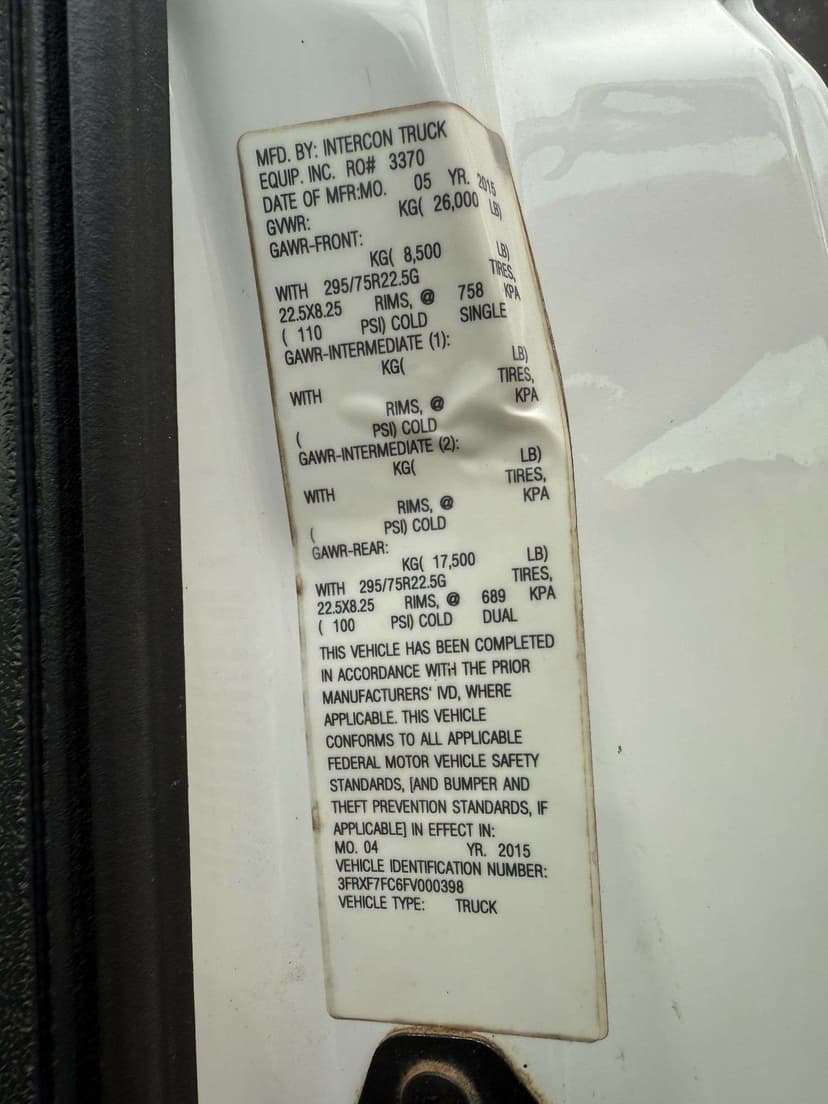 MFD. BY: INTERCON TRUCK
EQUIP. INC. RO# 3370
DATE OF MFR:MO. 05 YR. 2015
GVWR: KG( 26,000 LB)
GAWR-FRONT:
KG( 8,500 LB)
WITH 295/75R22.5G TIRES,
22.5X8.25 RIMS, @ 758 KPA
( 110 PSI) COLD SINGLE
GAWR-INTERMEDIATE (1):
KG( LB)
WITH TIRES,
RIMS, @ KPA
( PSI) COLD
GAWR-INTERMEDIATE (2):
KG( LB)
WITH TIRES,
RIMS, @ KPA
( PSI) COLD
GAWR-REAR:
KG( 17,500 LB)
WITH 295/75R22.5G TIRES,
22.5X8.25 RIMS, @ 689 KPA
( 100 PSI) COLD DUAL
THIS VEHICLE HAS BEEN COMPLETED
IN ACCORDANCE WITH THE PRIOR
MANUFACTURERS' IVD, WHERE
APPLICABLE. THIS VEHICLE
CONFORMS TO ALL APPLICABLE
FEDERAL MOTOR VEHICLE SAFETY
STANDARDS, [AND BUMPER AND
THEFT PREVENTION STANDARDS, IF
APPLICABLE] IN EFFECT IN:
MO. 04 YR. 2015
VEHICLE IDENTIFICATION NUMBER:
3FRXF7FC6FV000398
VEHICLE TYPE: TRUCK